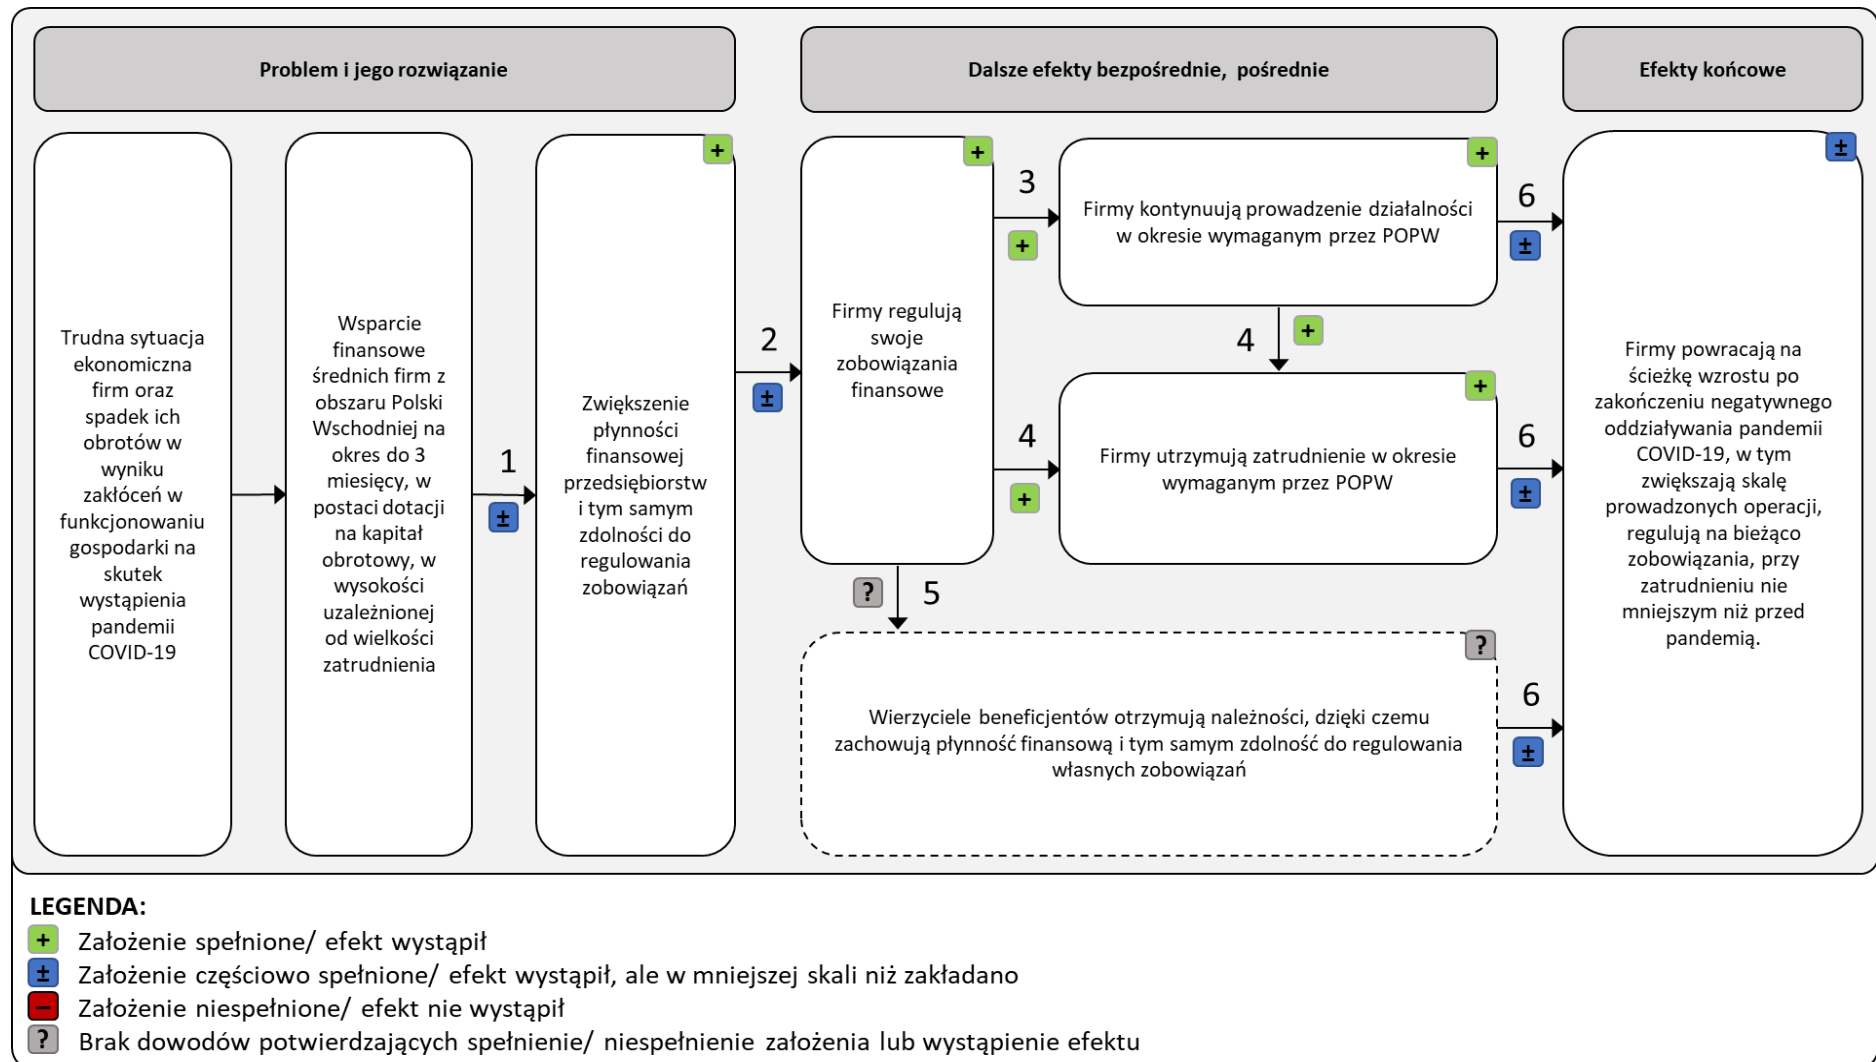 Problem i jego rozwiązanie
Dalsze efekty bezpośrednie, pośrednie
Efekty końcowe
Trudna sytuacja
ekonomiczna
firm oraz
spadek ich
obrotów w
wyniku
zakłóceń w
funkcjonowaniu
gospodarki na
skutek
wystąpienia
pandemii
COVID-19
Wsparcie
finansowe
średnich firm z
obszaru Polski
Wschodniej na
okres do 3
miesięcy, w
postaci dotacji
na kapitał
obrotowy, w
wysokości
uzależnionej
od wielkości
zatrudnienia
1
±
+
Zwiększenie
płynności
finansowej
przedsiębiorstw
i tym samym
zdolności do
regulowania
zobowiązań
2
±
+
Firmy regulują
swoje
zobowiązania
finansowe
3
+
+
Firmy kontynuują prowadzenie działalności
w okresie wymaganym przez POPW
4
+
4
+
+
Firmy utrzymują zatrudnienie w okresie
wymaganym przez POPW
?
5
?
Wierzyciele beneficjentów otrzymują należności, dzięki czemu
zachowują płynność finansową i tym samym zdolność do regulowania
własnych zobowiązań
6
±
6
±
6
±
±
Firmy powracają na
ścieżkę wzrostu po
zakończeniu negatywnego
oddziaływania pandemii
COVID-19, w tym
zwiększają skalę
prowadzonych operacji,
regulują na bieżąco
zobowiązania, przy
zatrudnieniu nie
mniejszym niż przed
pandemią.
LEGENDA:
+ Założenie spełnione/ efekt wystąpił
± Założenie częściowo spełnione/ efekt wystąpił, ale w mniejszej skali niż zakładano
– Założenie niespełnione/ efekt nie wystąpił
? Brak dowodów potwierdzających spełnienie/ niespełnienie założenia lub wystąpienie efektu